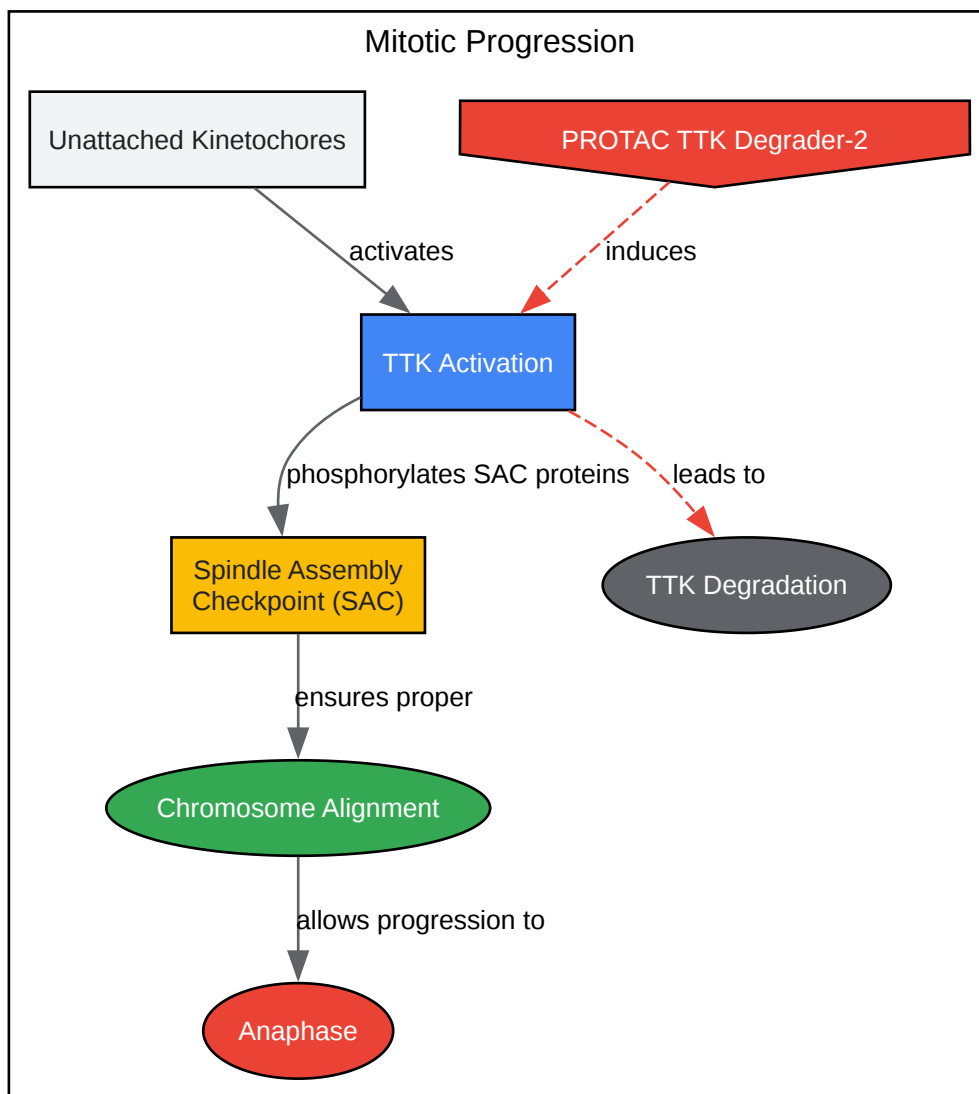 Mitotic Progression
Unattached Kinetochores
PROTAC TTK Degrader-2
activates
induces
TTK Activation
phosphorylates SAC proteins
leads to
Spindle Assembly
Checkpoint (SAC)
TTK Degradation
ensures proper
Chromosome Alignment
allows progression to
Anaphase